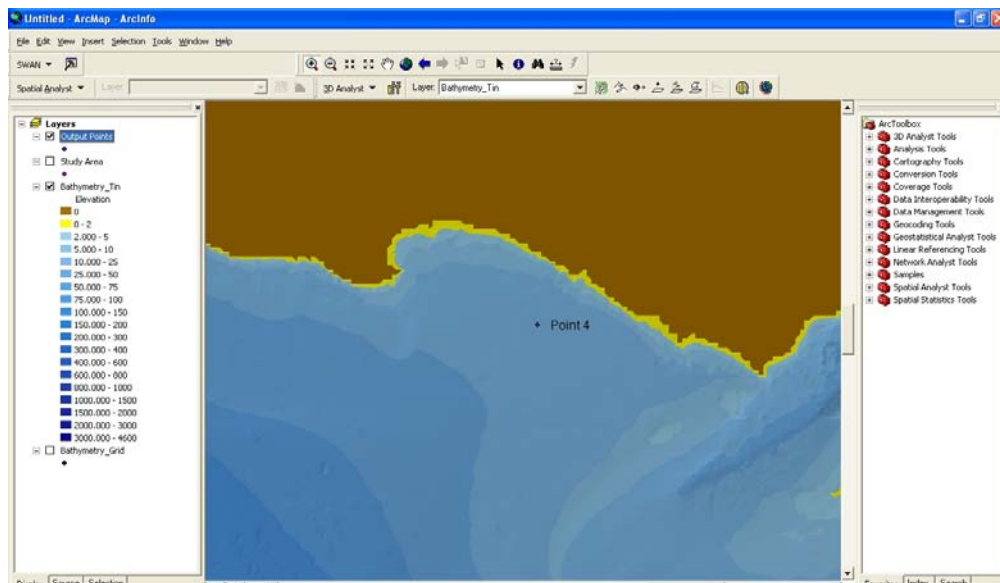 Untitled - ArcMap - ArcInfo
File Edit View Insert Selection Tools Window Help
SWAN
Spatial Analyst Layer: 3D Analyst Layer: Bathymetry_Tin
Layers
Output Points
Study Area
Bathymetry_Tin
Elevation
0
0 - 2
2.000 - 5
5.000 - 10
10.000 - 25
25.000 - 50
50.000 - 75
75.000 - 100
100.000 - 150
150.000 - 200
200.000 - 300
300.000 - 400
400.000 - 600
600.000 - 800
800.000 - 1000
1000.000 - 1500
1500.000 - 2000
2000.000 - 3000
3000.000 - 4600
Bathymetry_Grid
Point 4
ArcToolbox
3D Analyst Tools
Analysis Tools
Cartography Tools
Conversion Tools
Coverage Tools
Data Interoperability Tools
Data Management Tools
Geocoding Tools
Geostatistical Analyst Tools
Linear Referencing Tools
Network Analyst Tools
Samples
Spatial Analyst Tools
Spatial Statistics Tools
Display Source Selection
Favorites Index Search